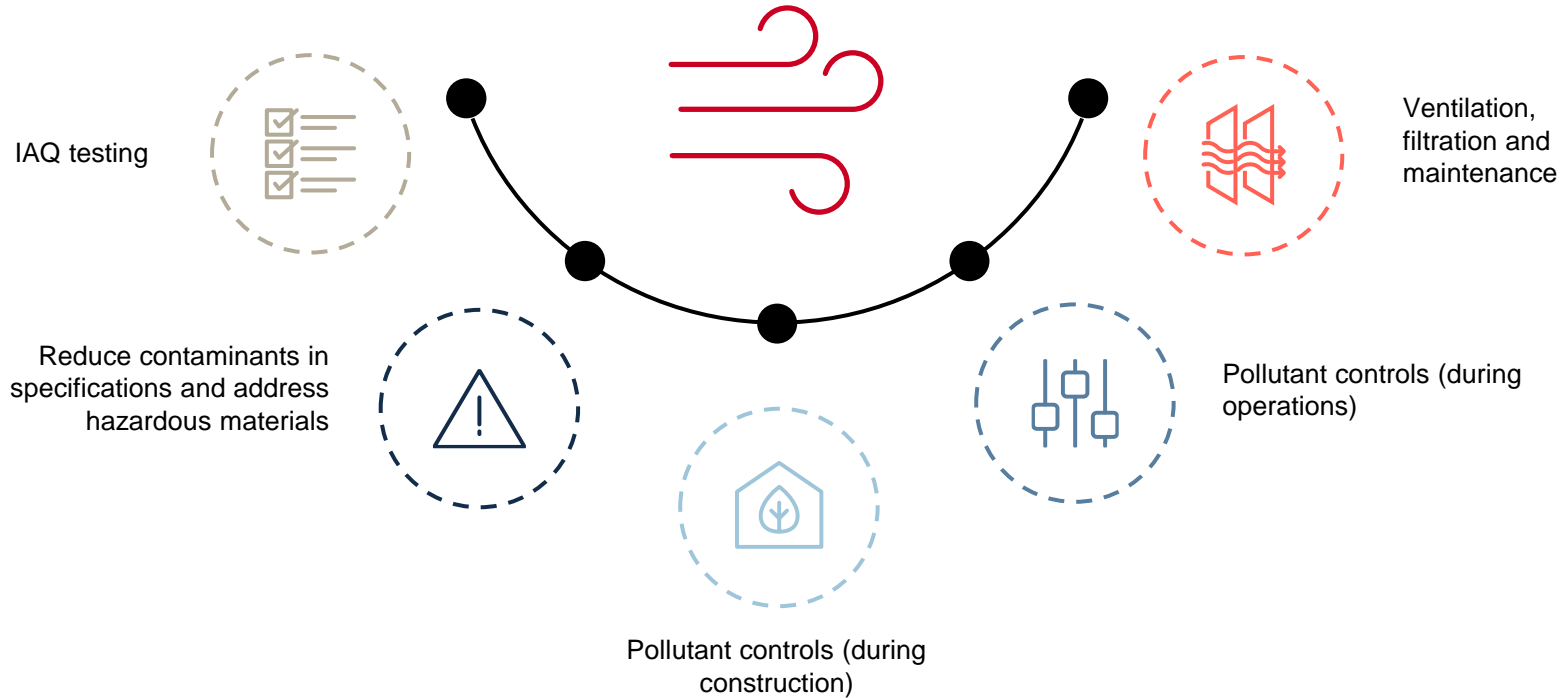 IAQ testing
Reduce contaminants in
specifications and address
hazardous materials
Pollutant controls (during
construction)
Pollutant controls (during
operations)
Ventilation,
filtration and
maintenance